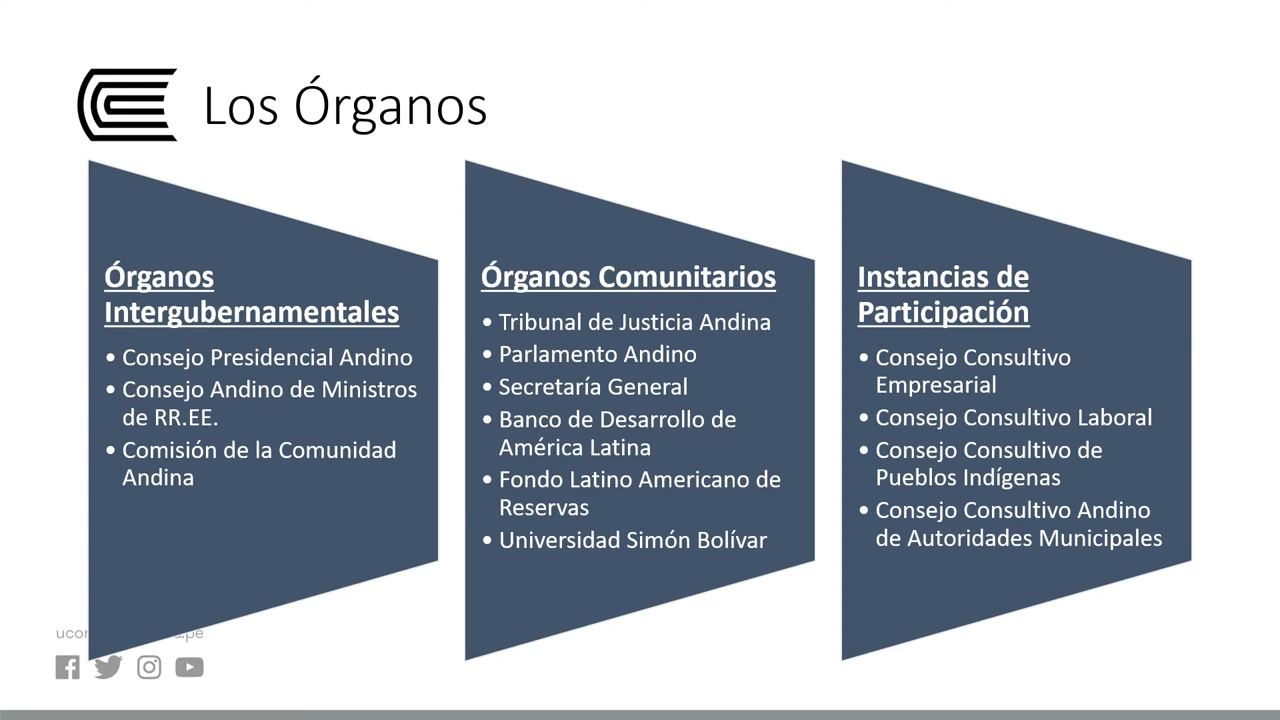 Los Órganos
Órganos
Intergubernamentales
• Consejo Presidencial Andino
• Consejo Andino de Ministros
de RR.EE.
• Comisión de la Comunidad
Andina
Órganos Comunitarios
• Tribunal de Justicia Andina
• Parlamento Andino
• Secretaría General
• Banco de Desarrollo de
América Latina
• Fondo Latino Americano de
Reservas
• Universidad Simón Bolívar
Instancias de
Participación
• Consejo Consultivo
Empresarial
• Consejo Consultivo Laboral
• Consejo Consultivo de
Pueblos Indígenas
• Consejo Consultivo Andino
de Autoridades Municipales